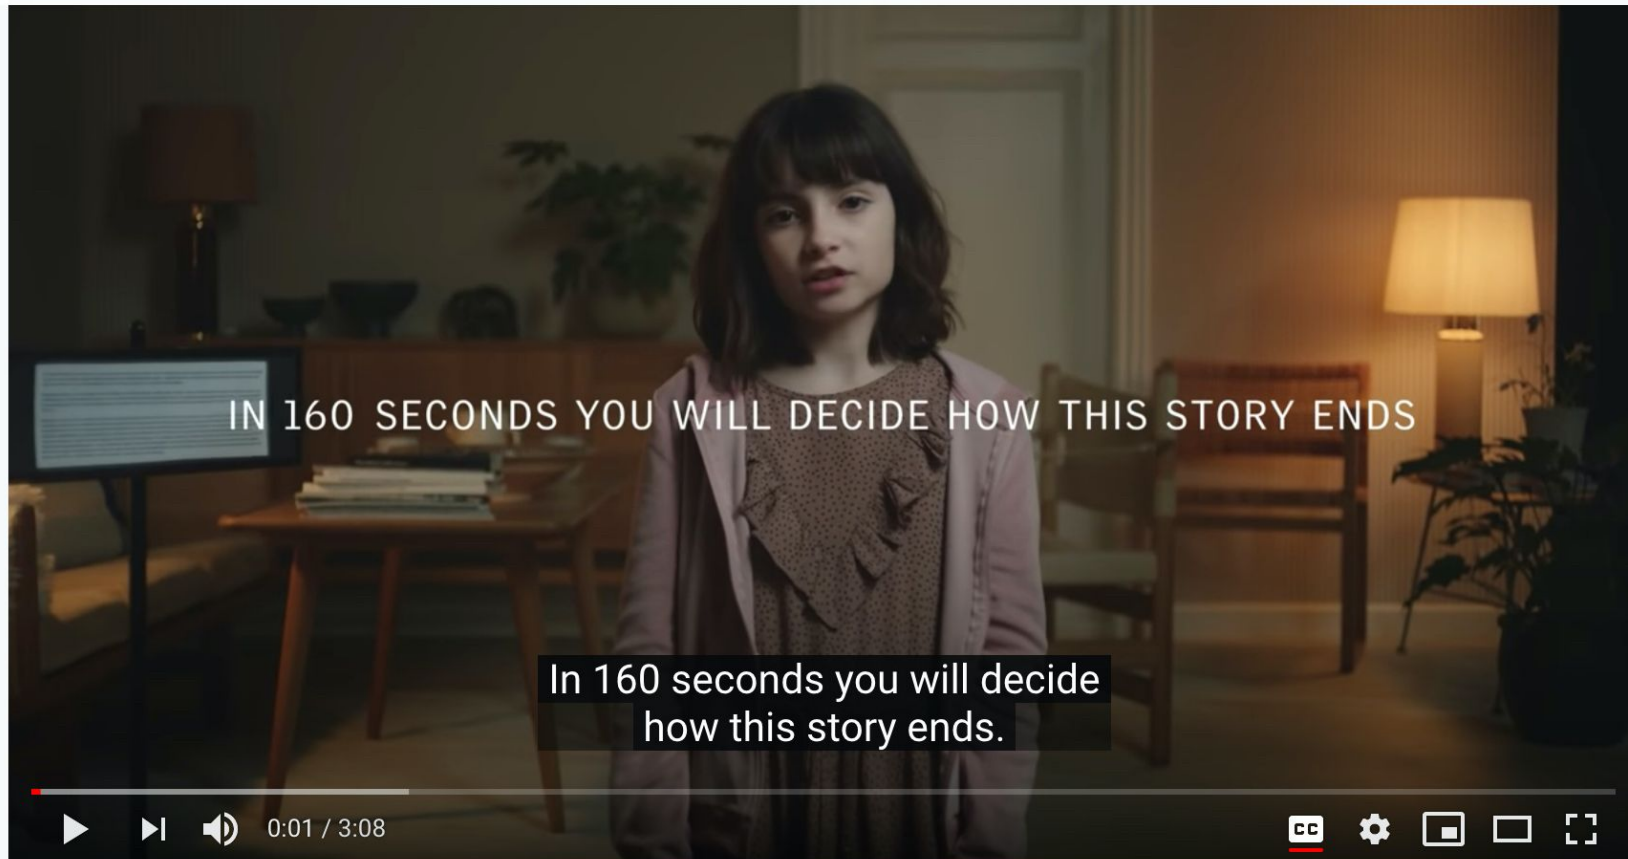 IN 160 SECONDS YOU WILL DECIDE HOW THIS STORY ENDS
In 160 seconds you will decide
how this story ends.
0:01 / 3:08
CC